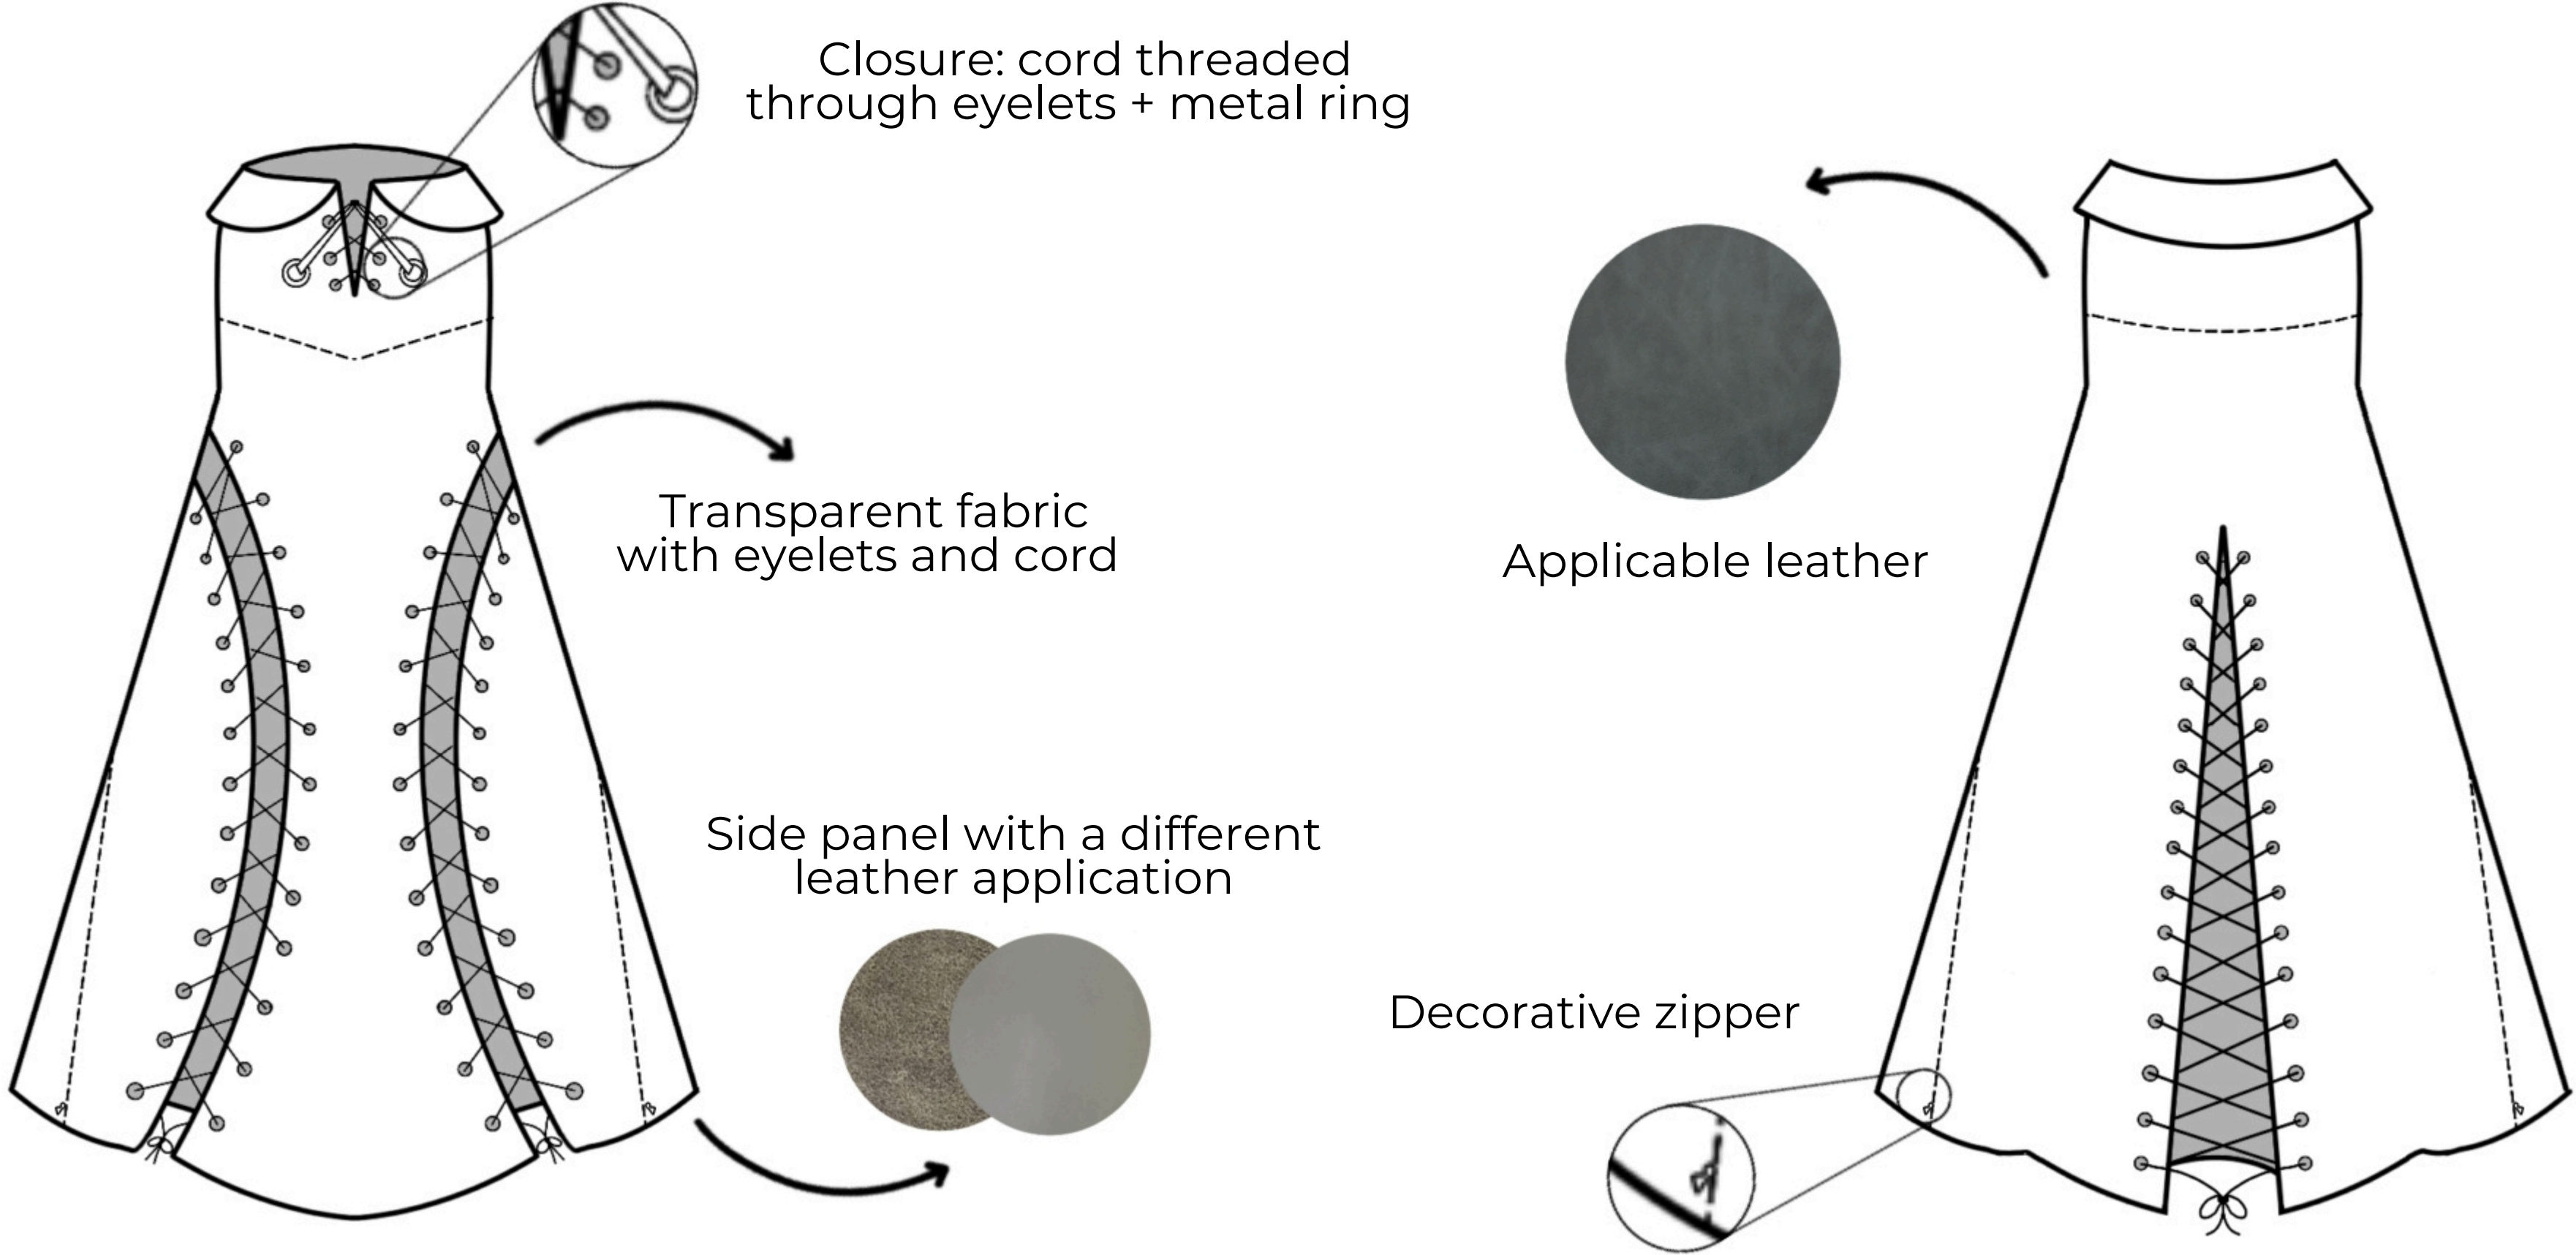 Closure: cord threaded
through eyelets + metal ring
Transparent fabric
with eyelets and cord
Applicable leather
Side panel with a different
leather application
Decorative zipper